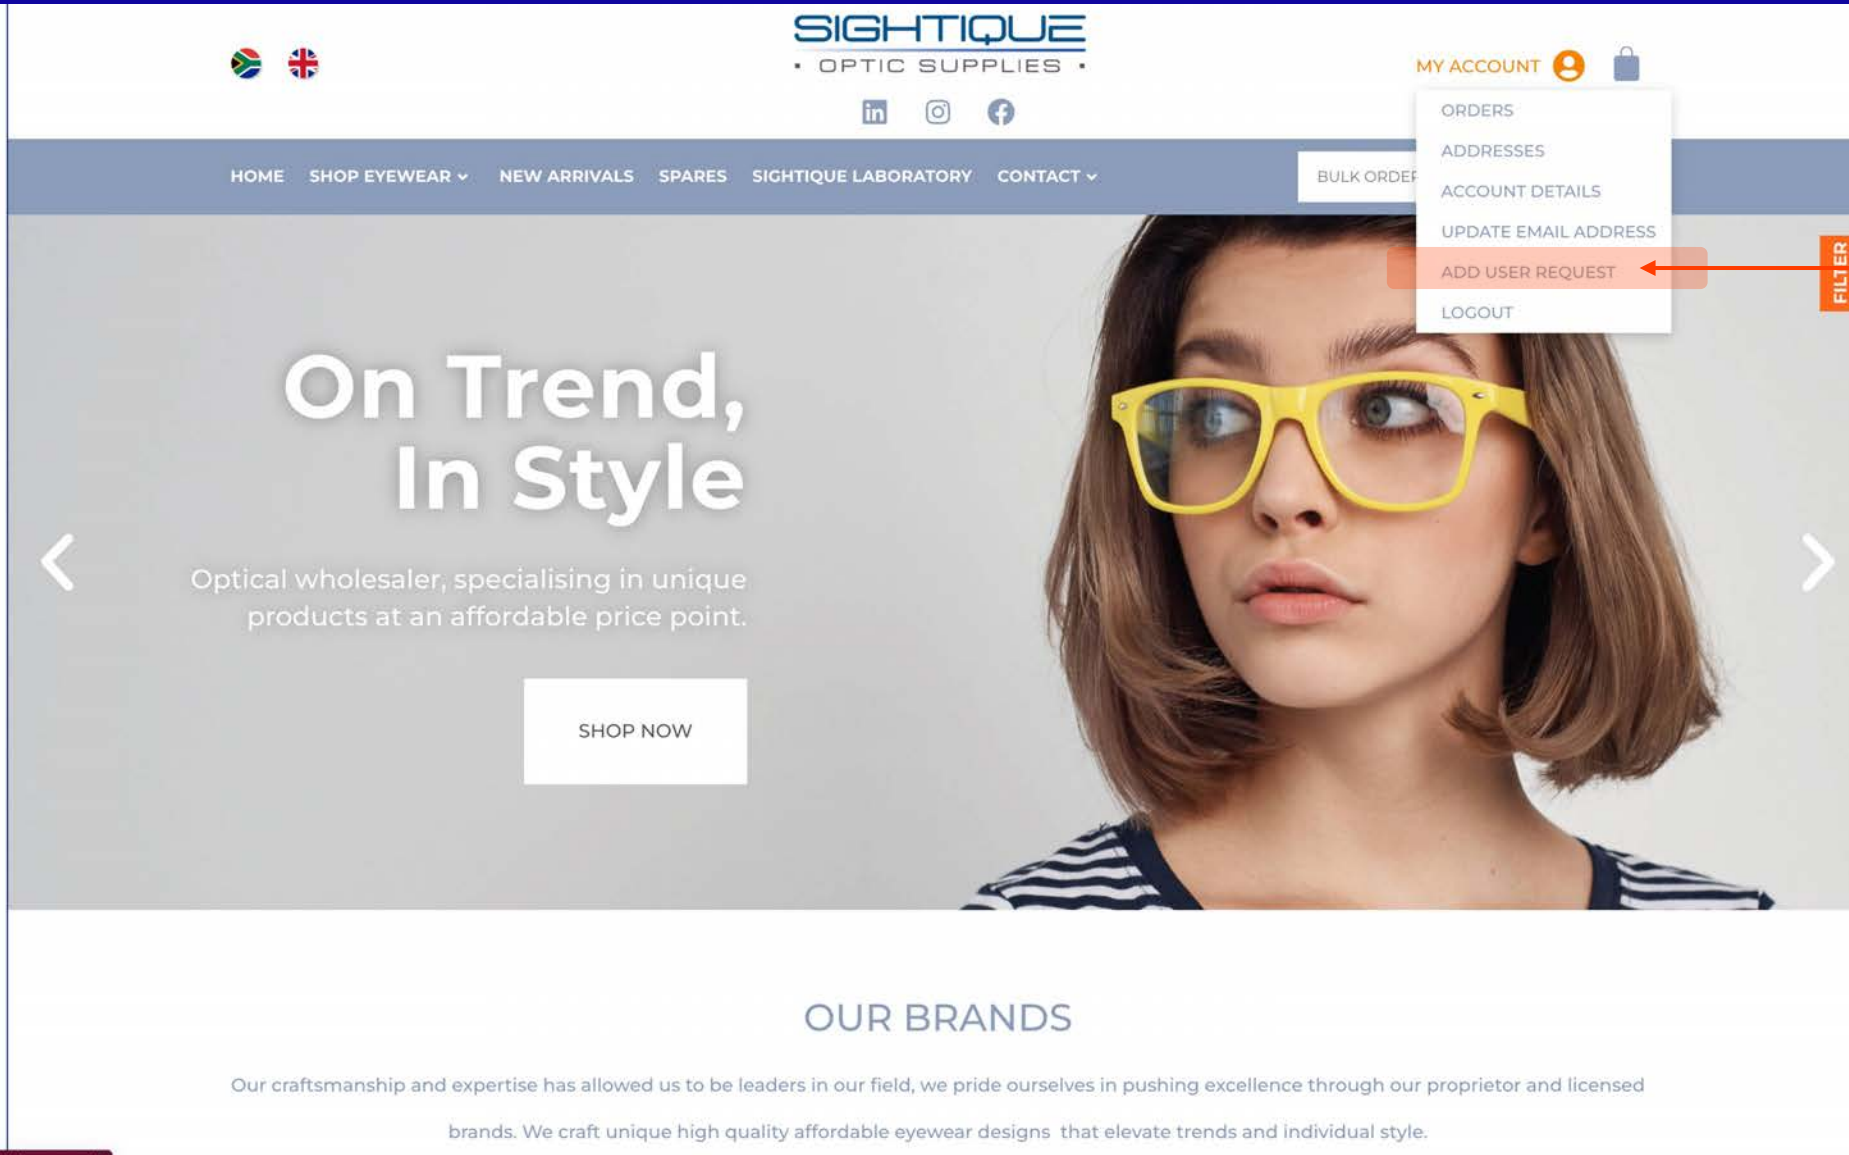 SIGHTIQUE
• OPTIC SUPPLIES •
MY ACCOUNT
ORDERS
ADDRESSES
ACCOUNT DETAILS
UPDATE EMAIL ADDRESS
ADD USER REQUEST
LOGOUT
HOME SHOP EYEWEAR NEW ARRIVALS SPARES SIGHTIQUE LABORATORY CONTACT
BULK ORDER
FILTER
On Trend,
In Style
Optical wholesaler, specialising in unique
products at an affordable price point.
SHOP NOW
OUR BRANDS
Our craftsmanship and expertise has allowed us to be leaders in our field, we pride ourselves in pushing excellence through our proprietor and licensed
brands. We craft unique high quality affordable eyewear designs that elevate trends and individual style.